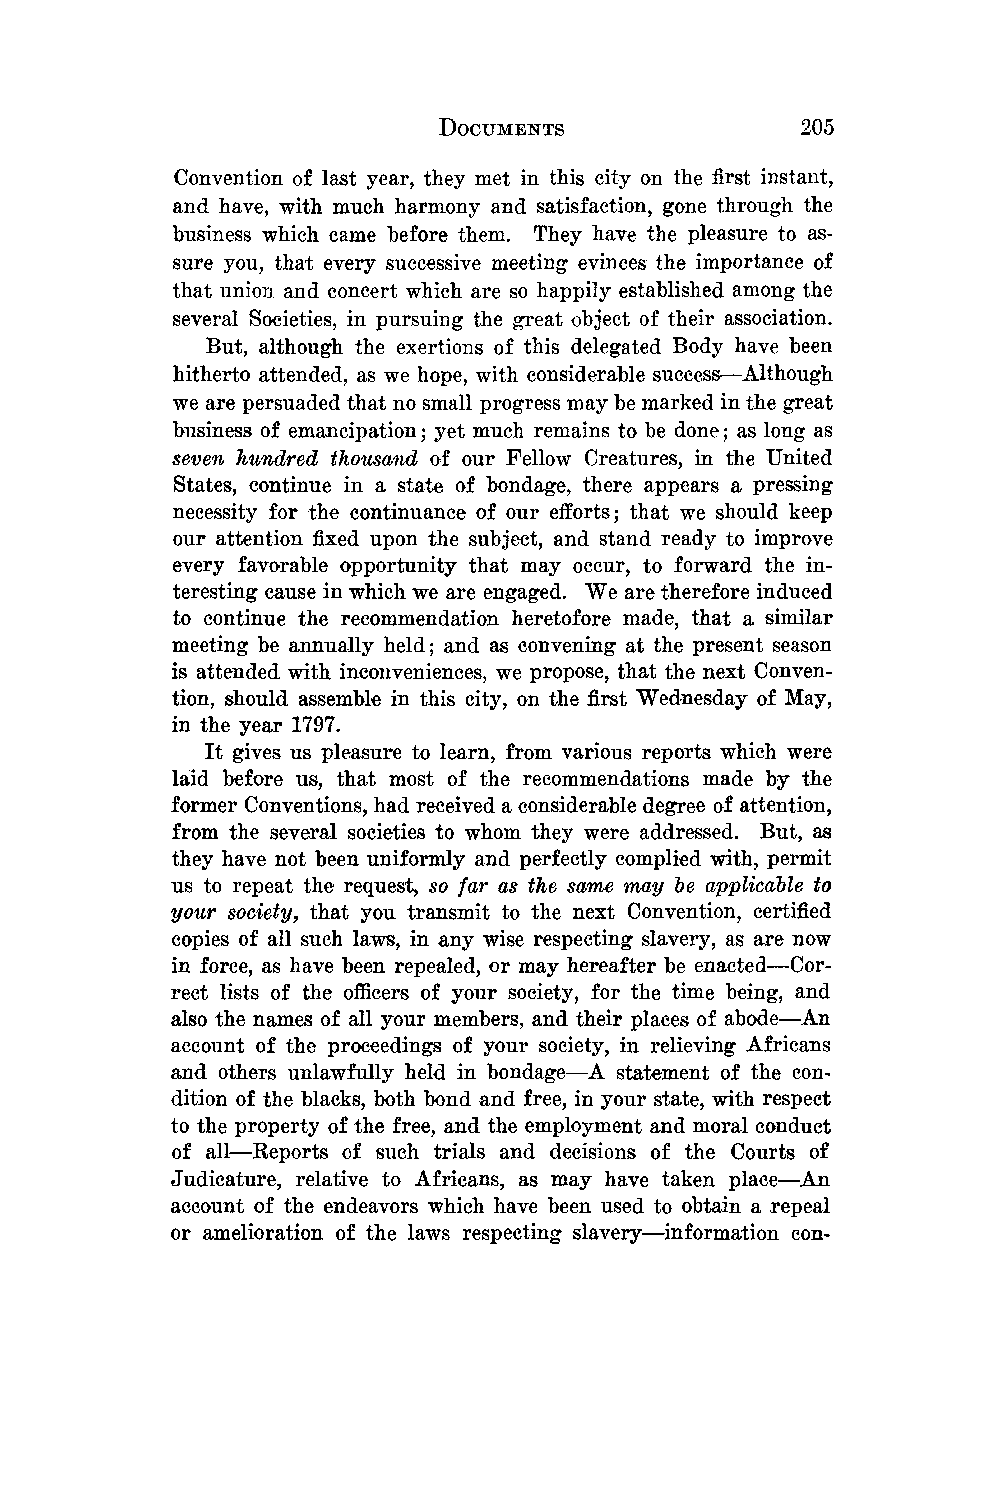 DOCUMENTS 205
Convention of last year, they met in this city on the first instant,
and have, with much harmony and satisfaction, gone through the
business which came before them. They have the pleasure to as-
sure you, that every successive meeting evinces the importance of
that union and concert which are so happily established among the
several Societies, in pursuing the great object of their association.
But, although the exertions of this delegated Body have been
hitherto attended, as we hope, with considerable success—Although
we are persuaded that no small progress may be marked in the great
business of emancipation; yet much remains to be done; as long as
seven hundred thousand of our Fellow Creatures, in the United
States, continue in a state of bondage, there appears a pressing
necessity for the continuance of our efforts; that we should keep
our attention fixed upon the subject, and stand ready to improve
every favorable opportunity that may occur, to forward the in-
teresting cause in which we are engaged. We are therefore induced
to continue the recommendation heretofore made, that a similar
meeting be annually held; and as convening at the present season
is attended with inconveniences, we propose, that the next Conven-
tion, should assemble in this city, on the first Wednesday of May,
in the year 1797.
It gives us pleasure to learn, from various reports which were
laid before us, that most of the recommendations made by the
former Conventions, had received a considerable degree of attention,
from the several societies to whom they were addressed. But, as
they have not been uniformly and perfectly complied with, permit
us to repeat the request, so far as the same may be applicable to
your society, that you transmit to the next Convention, certified
copies of all such laws, in any wise respecting slavery, as are now
in force, as have been repealed, or may hereafter be enacted—Cor-
rect lists of the officers of your society, for the time being, and
also the names of all your members, and their places of abode—An
account of the proceedings of your society, in relieving Africans
and others unlawfully held in bondage—A statement of the con-
dition of the blacks, both bond and free, in your state, with respect
to the property of the free, and the employment and moral conduct
of all—Reports of such trials and decisions of the Courts of
Judicature, relative to Africans, as may have taken place—An
account of the endeavors which have been used to obtain a repeal
or amelioration of the laws respecting slavery—information con-